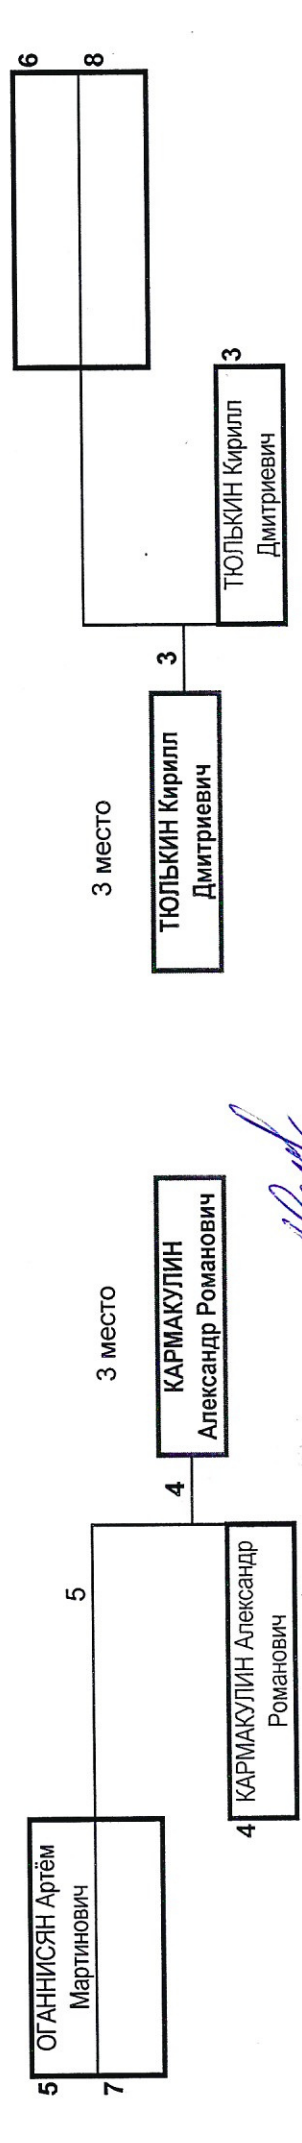 5
ОГАННИСЯН Артём
Мартинович
7
5
4
КАРМАКУЛИН Александр
Романович
4
3 место
КАРМАКУЛИН
Александр Романович
3 место
ТЮЛЬКИН Кирилл
Дмитриевич
3
ТЮЛЬКИН Кирилл
Дмитриевич
3
6
8